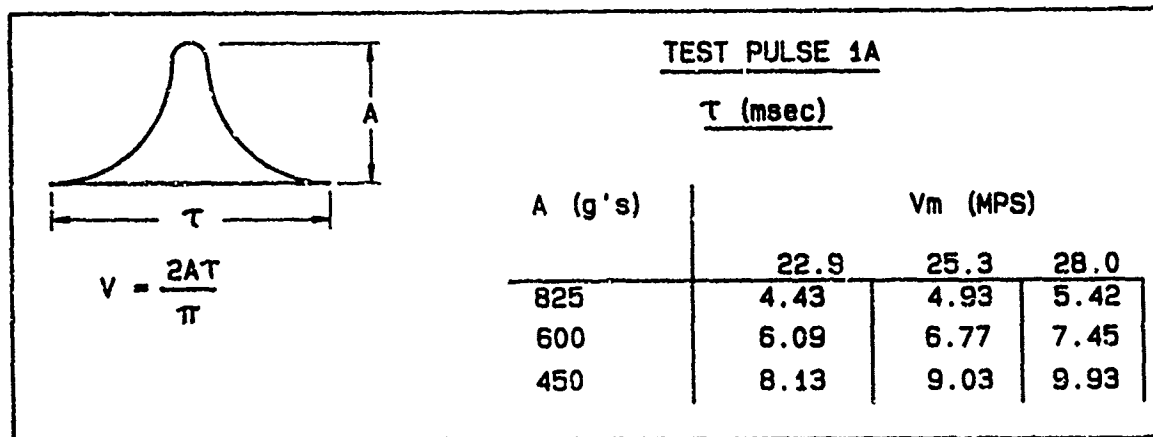 TEST PULSE 1A
τ (msec)
A
τ
V = 2Aτ/π
A (g's) Vm (MPS)
22.9 25.3 28.0
825 4.43 4.93 5.42
600 6.09 6.77 7.45
450 8.13 9.03 9.93